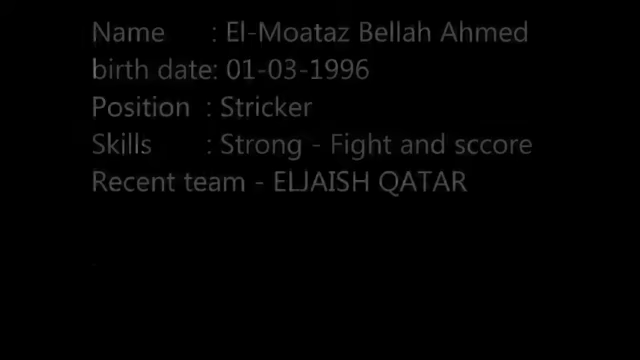 Name : El-Moataz Bellah Ahmed
birth date: 01-03-1996
Position : Stricker
Skills : Strong - Fight and sccore
Recent team - ELJAISH QATAR